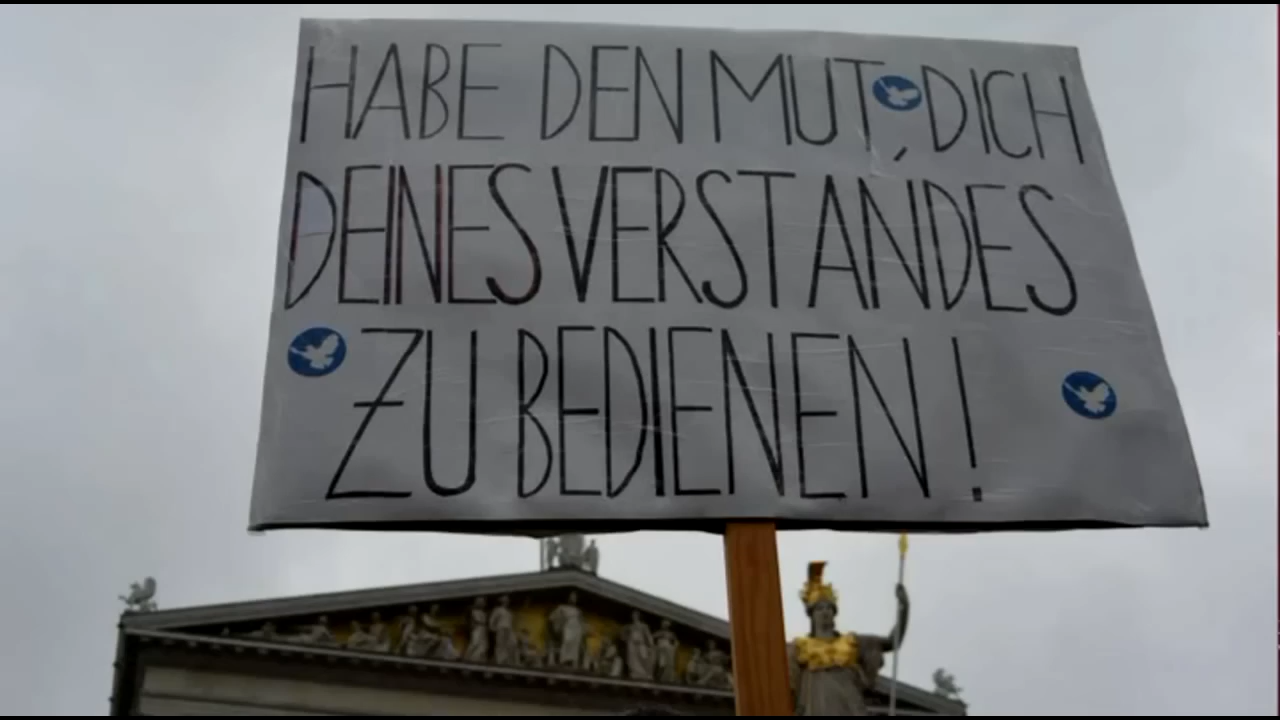 HABE DEN MUT, DICH
DEINES VERSTANDES
ZU BEDIENEN!